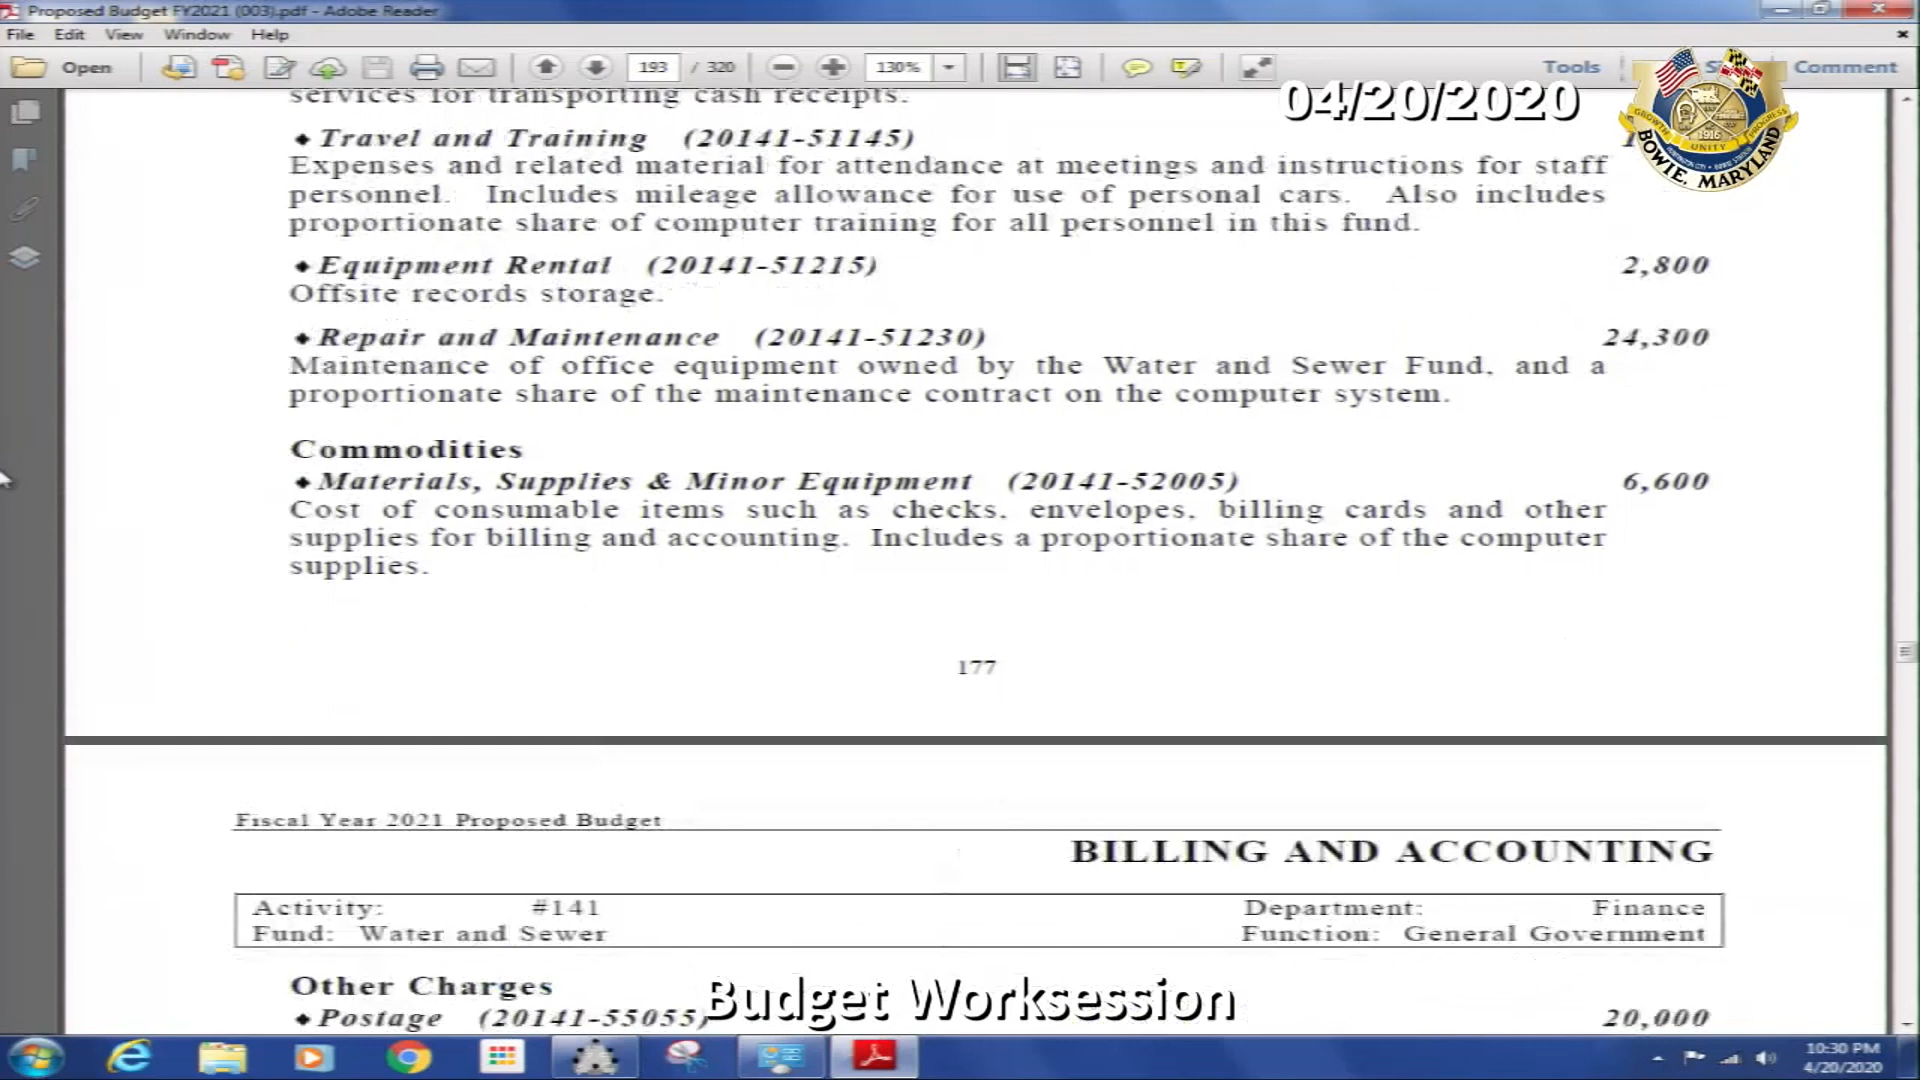 Proposed Budget FY2021 (003).pdf - Adobe Reader
File Edit View Window Help
Open 193 / 320 130% Tools Comment
04/20/2020
services for transporting cash receipts.
◆ Travel and Training (20141-51145)
Expenses and related material for attendance at meetings and instructions for staff
personnel. Includes mileage allowance for use of personal cars. Also includes
proportionate share of computer training for all personnel in this fund.
GROWTH PROGRESS
1916
UNITY
BOWIE, MARYLAND
◆ Equipment Rental (20141-51215) 2,800
Offsite records storage.
◆ Repair and Maintenance (20141-51230) 24,300
Maintenance of office equipment owned by the Water and Sewer Fund, and a
proportionate share of the maintenance contract on the computer system.
Commodities
◆ Materials, Supplies & Minor Equipment (20141-52005) 6,600
Cost of consumable items such as checks, envelopes, billing cards and other
supplies for billing and accounting. Includes a proportionate share of the computer
supplies.
177
Fiscal Year 2021 Proposed Budget
BILLING AND ACCOUNTING
Activity: #141 Department: Finance
Fund: Water and Sewer Function: General Government
Other Charges
◆ Postage (20141-55055) 20,000
Budget Worksession
10:30 PM
4/20/2020